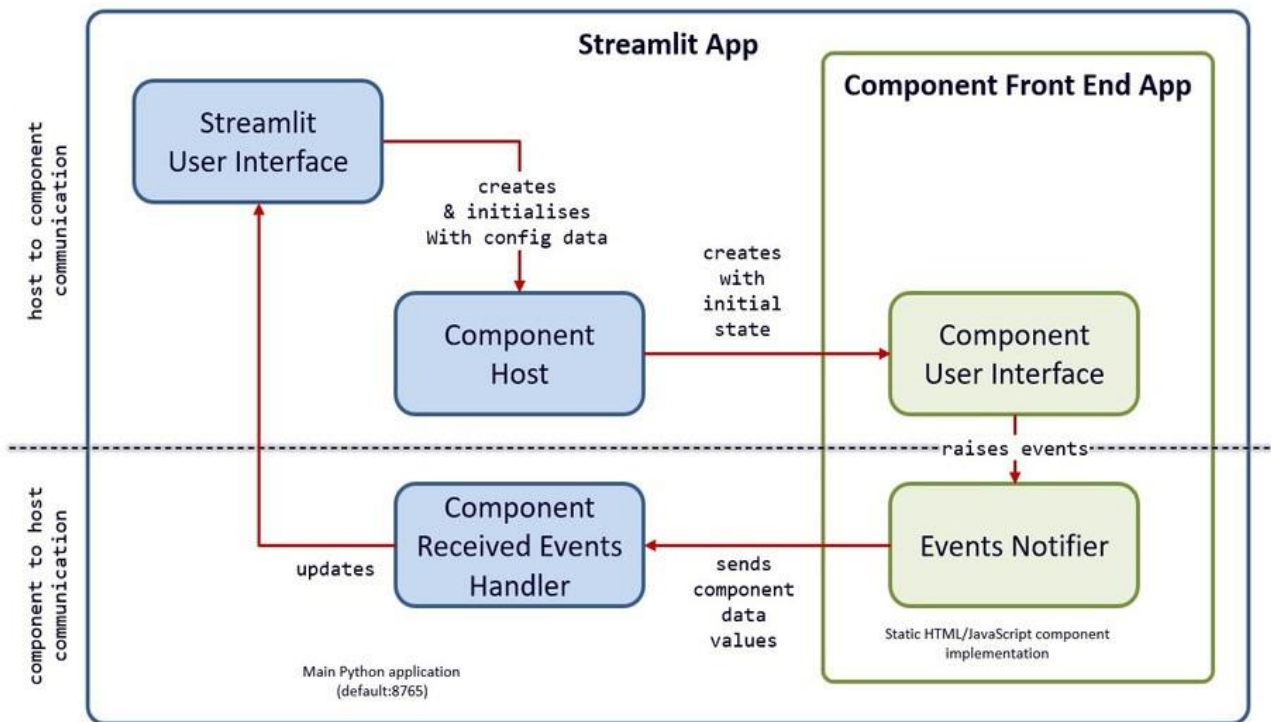 Streamlit App
Component Front End App
Streamlit
User Interface
host to component
communication
creates
& initialises
With config data
creates
with
initial
state
Component
Host
Component
User Interface
raises events
component to host
communication
Component
Received Events
Handler
Events Notifier
updates
sends
component
data
values
Static HTML/JavaScript component
implementation
Main Python application
(default:8765)